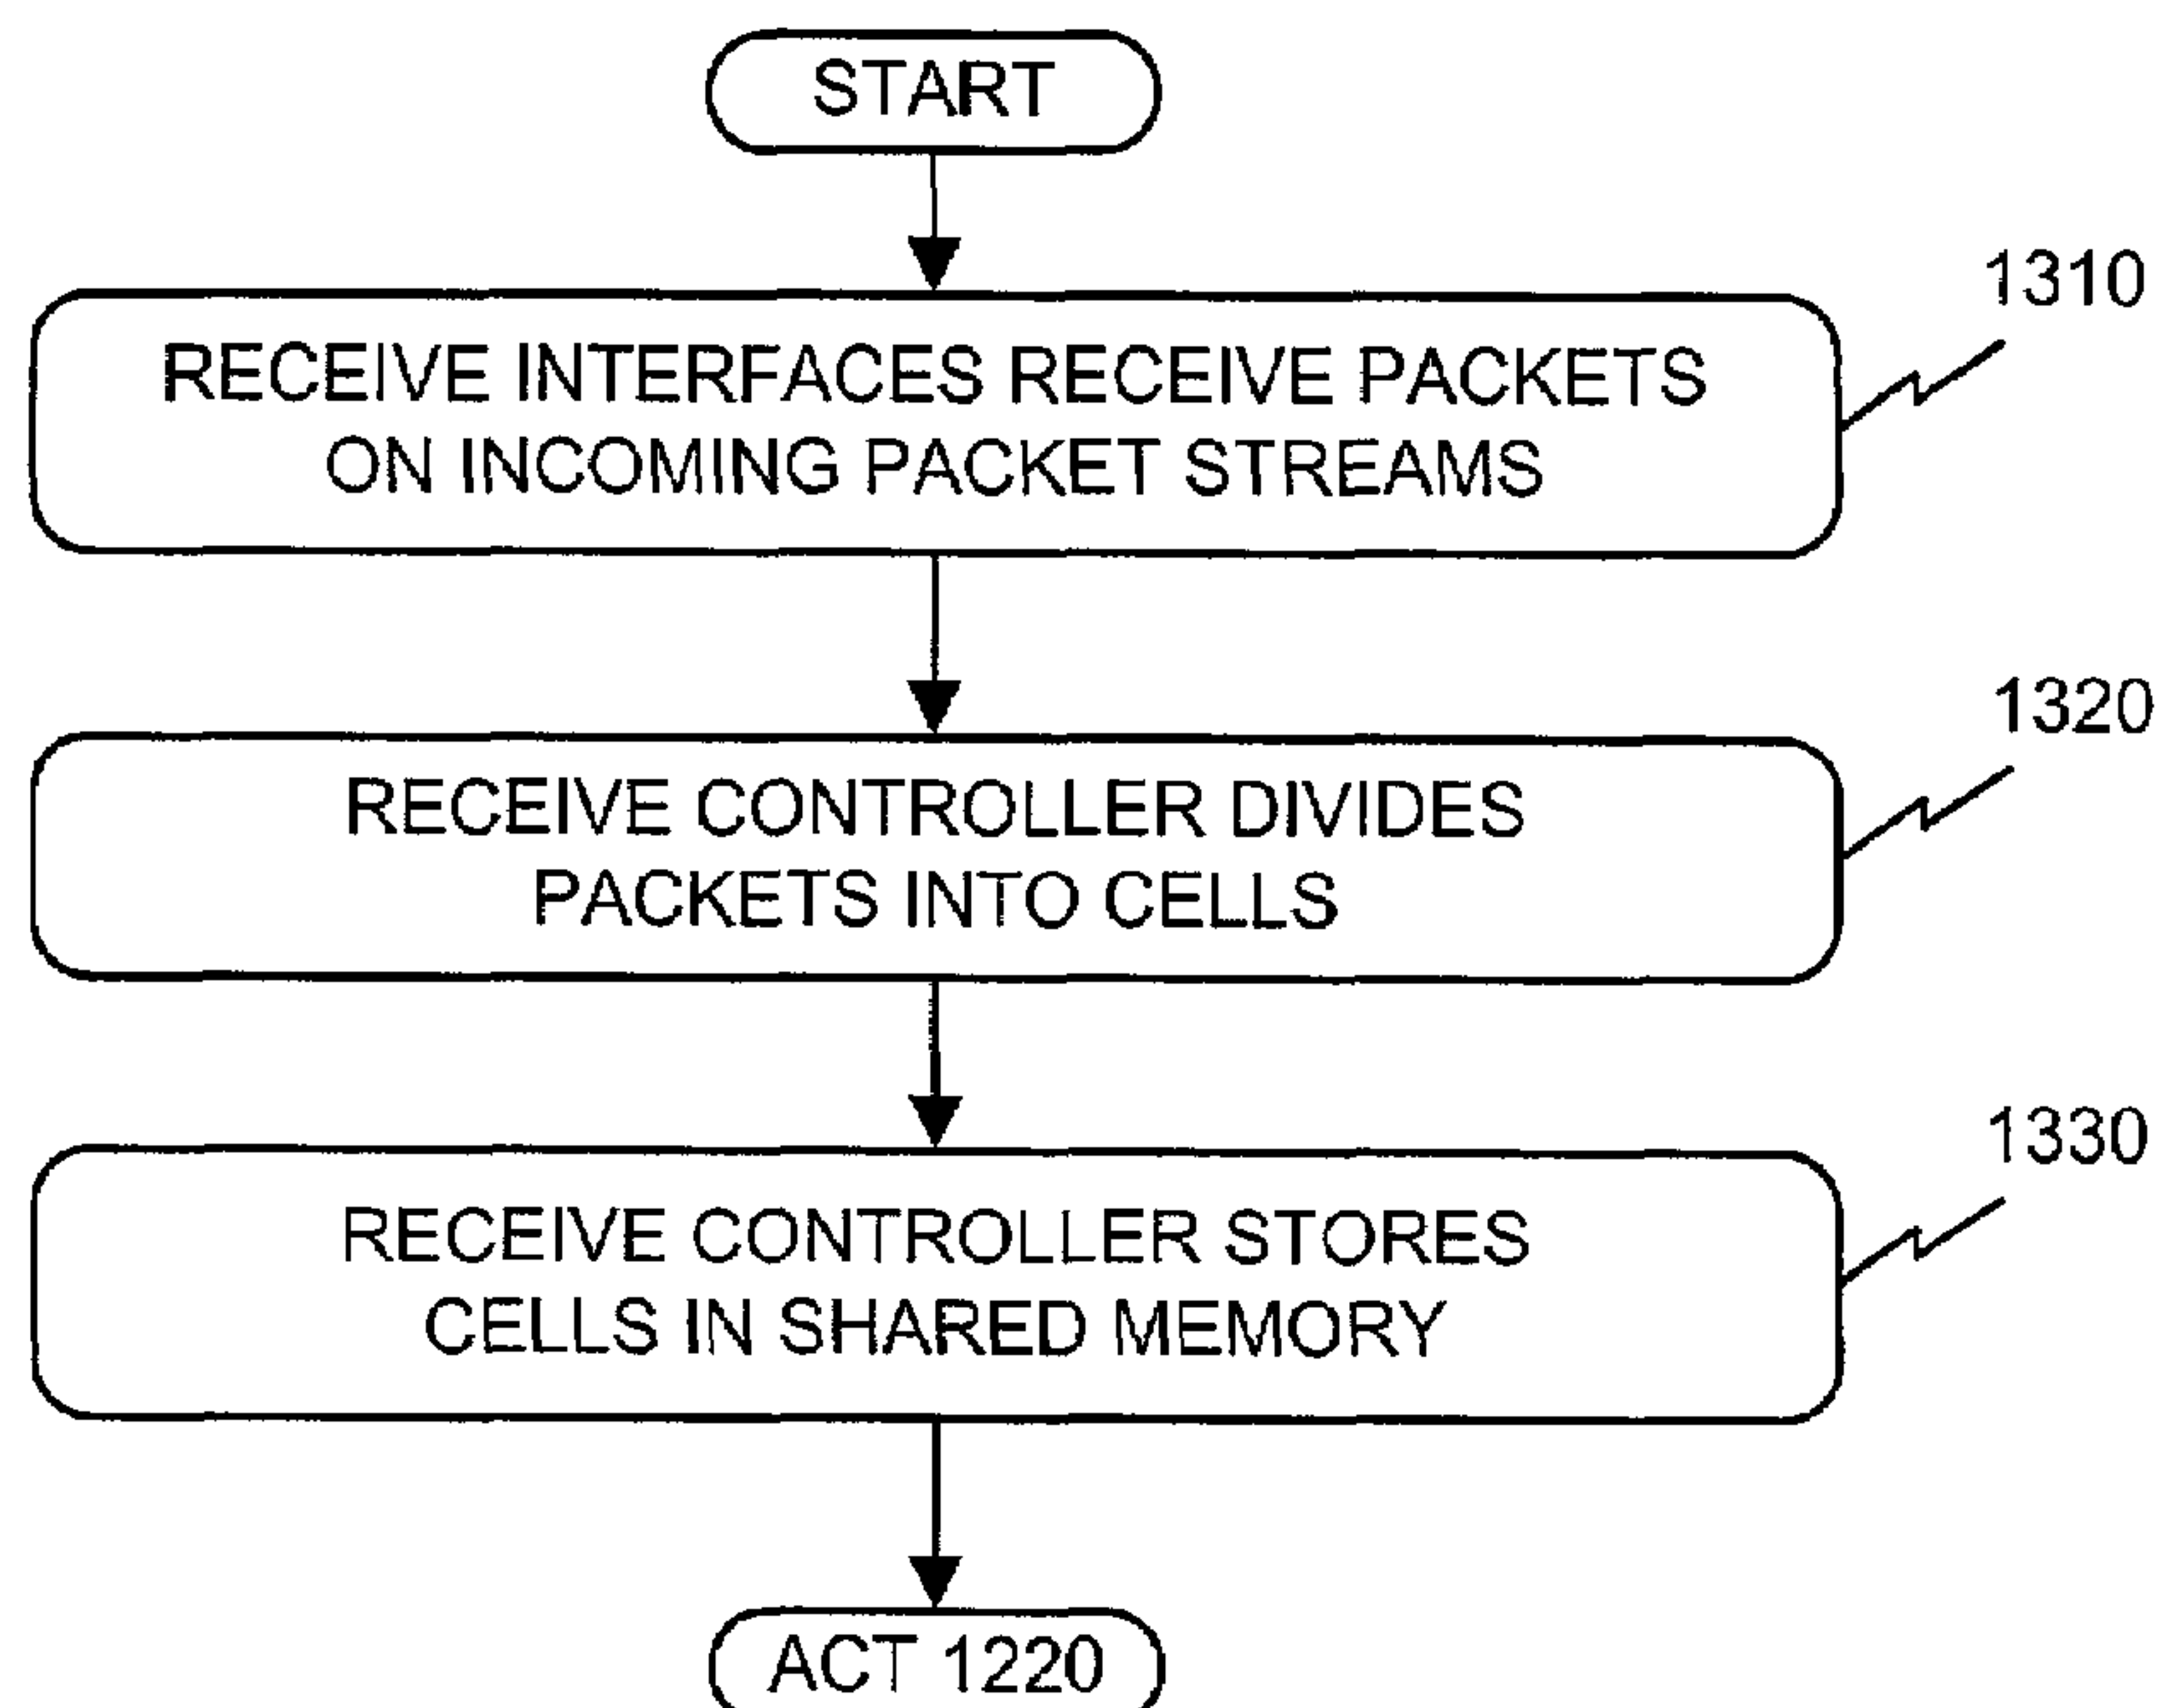 START
1310
RECEIVE INTERFACES RECEIVE PACKETS
ON INCOMING PACKET STREAMS
1320
RECEIVE CONTROLLER DIVIDES
PACKETS INTO CELLS
1330
RECEIVE CONTROLLER STORES
CELLS IN SHARED MEMORY
ACT 1220